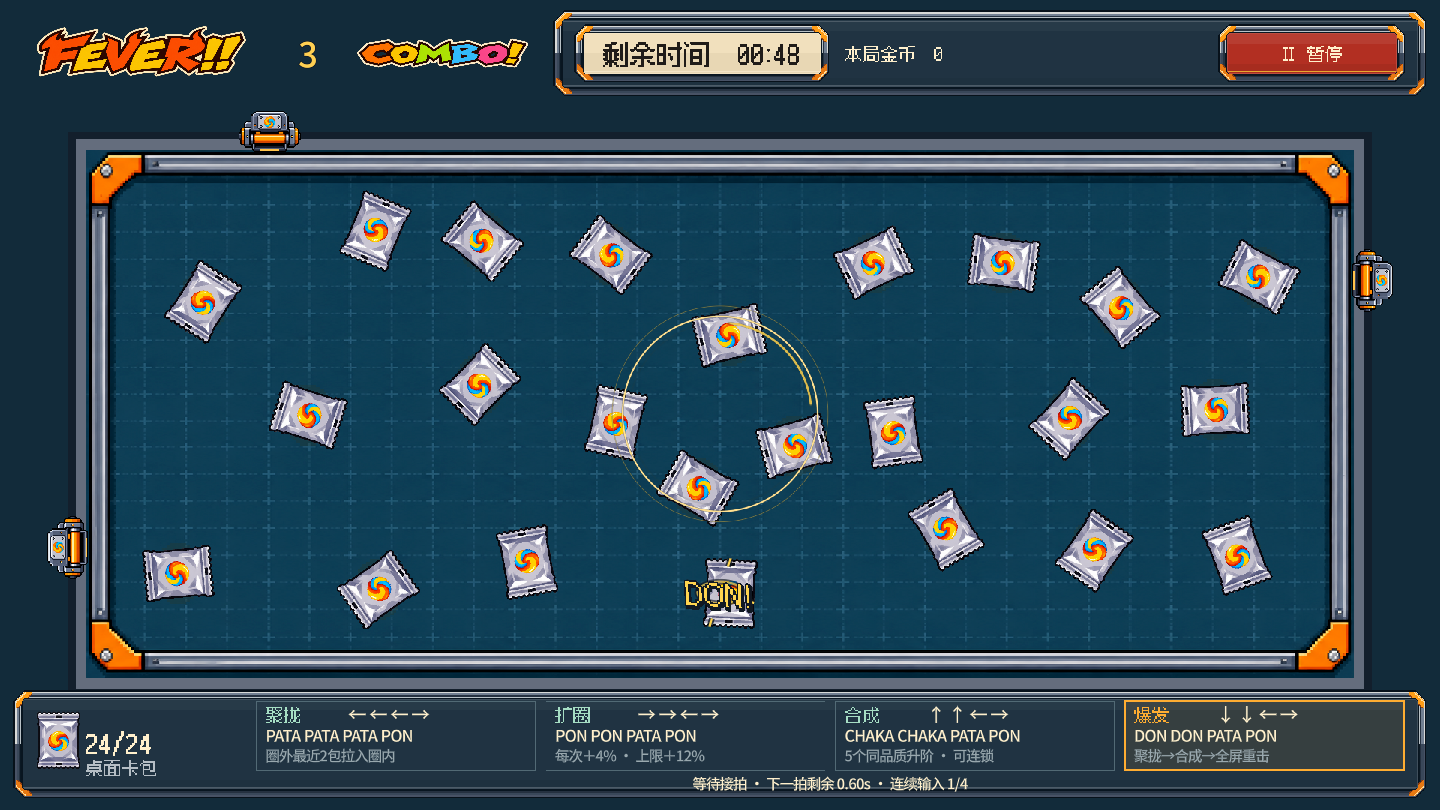 FEVER!! 3 COMBO! 剩余时间 00:48 本局金币 0 II 暂停
DON!
24/24
桌面卡包
聚拢 ←←←→
PATA PATA PATA PON
圈外最近2包拉入圈内
扩圈 →→←→
PON PON PATA PON
每次+4% · 上限+12%
合成 ↑↑←→
CHAKA CHAKA PATA PON
5个同品质升阶 · 可连锁
爆发 ↓↓←→
DON DON PATA PON
聚拢→合成→全屏重击
等待接拍 · 下一拍剩余 0.60s · 连续输入 1/4